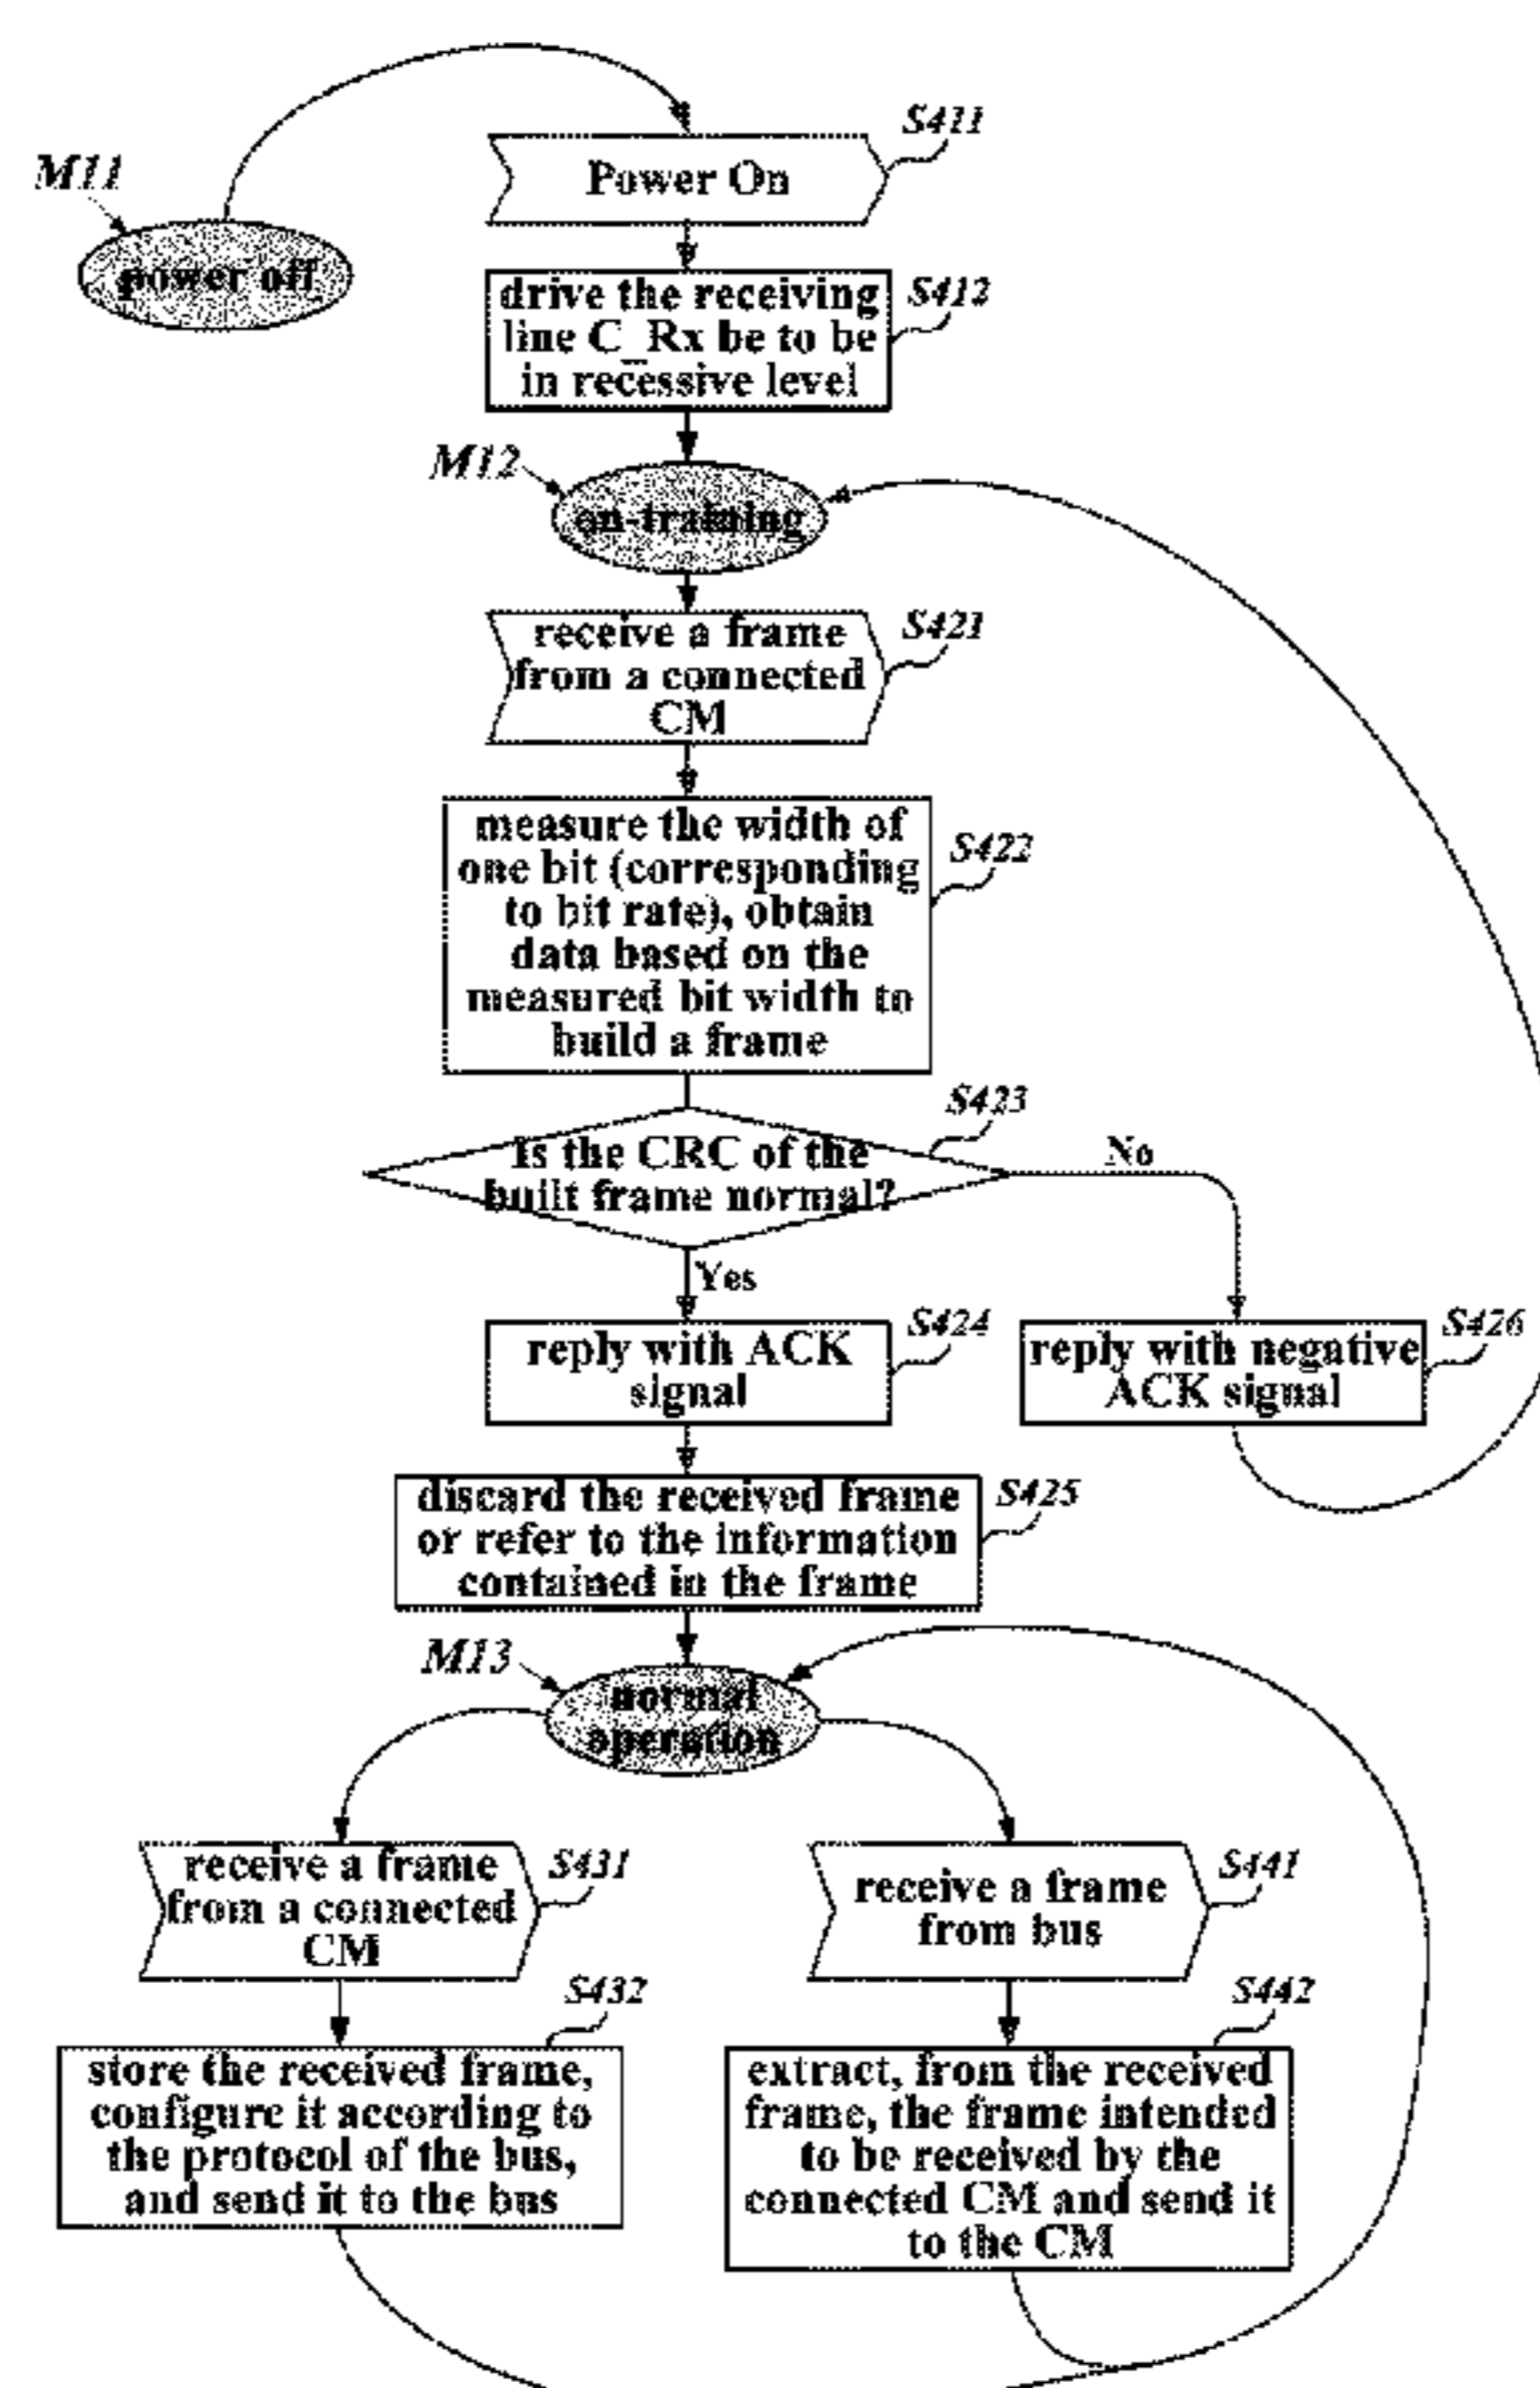 S411
Power On
M11
power off
drive the receiving
line C_Rx be to be
in recessive level
S412
M12
on-training
receive a frame
from a connected
CM
S421
measure the width of
one bit (corresponding
to bit rate), obtain
data based on the
measured bit width to
build a frame
S422
S423
Is the CRC of the
built frame normal?
No
Yes
reply with ACK
signal
S424
reply with negative
ACK signal
S426
discard the received frame
or refer to the information
contained in the frame
S425
M13
normal
operation
receive a frame
from a connected
CM
S431
receive a frame
from bus
S441
S432
store the received frame,
configure it according to
the protocol of the bus,
and send it to the bus
S442
extract, from the received
frame, the frame intended
to be received by the
connected CM and send it
to the CM